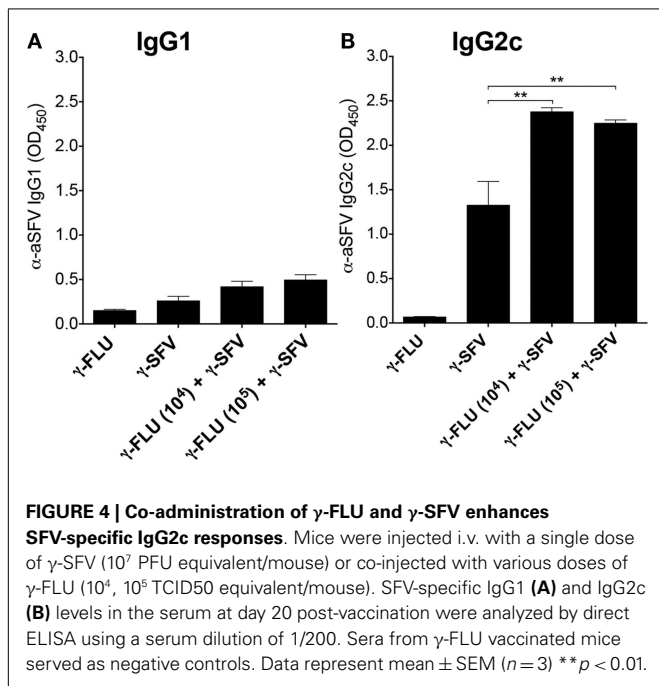 A
IgG1
3.0
2.5
2.0
1.5
1.0
0.5
0.0
α-aSFV IgG1 (OD450)
γ-FLU
γ-SFV
γ-FLU (10⁴) + γ-SFV
γ-FLU (10⁵) + γ-SFV
B
IgG2c
3.0
2.5
2.0
1.5
1.0
0.5
0.0
α-aSFV IgG2c (OD450)
**
**
γ-FLU
γ-SFV
γ-FLU (10⁴) + γ-SFV
γ-FLU (10⁵) + γ-SFV
FIGURE 4 | Co-administration of γ-FLU and γ-SFV enhances
SFV-specific IgG2c responses. Mice were injected i.v. with a single dose
of γ-SFV (10⁷ PFU equivalent/mouse) or co-injected with various doses of
γ-FLU (10⁴, 10⁵ TCID50 equivalent/mouse). SFV-specific IgG1 (A) and IgG2c
(B) levels in the serum at day 20 post-vaccination were analyzed by direct
ELISA using a serum dilution of 1/200. Sera from γ-FLU vaccinated mice
served as negative controls. Data represent mean ± SEM (n = 3) **p < 0.01.